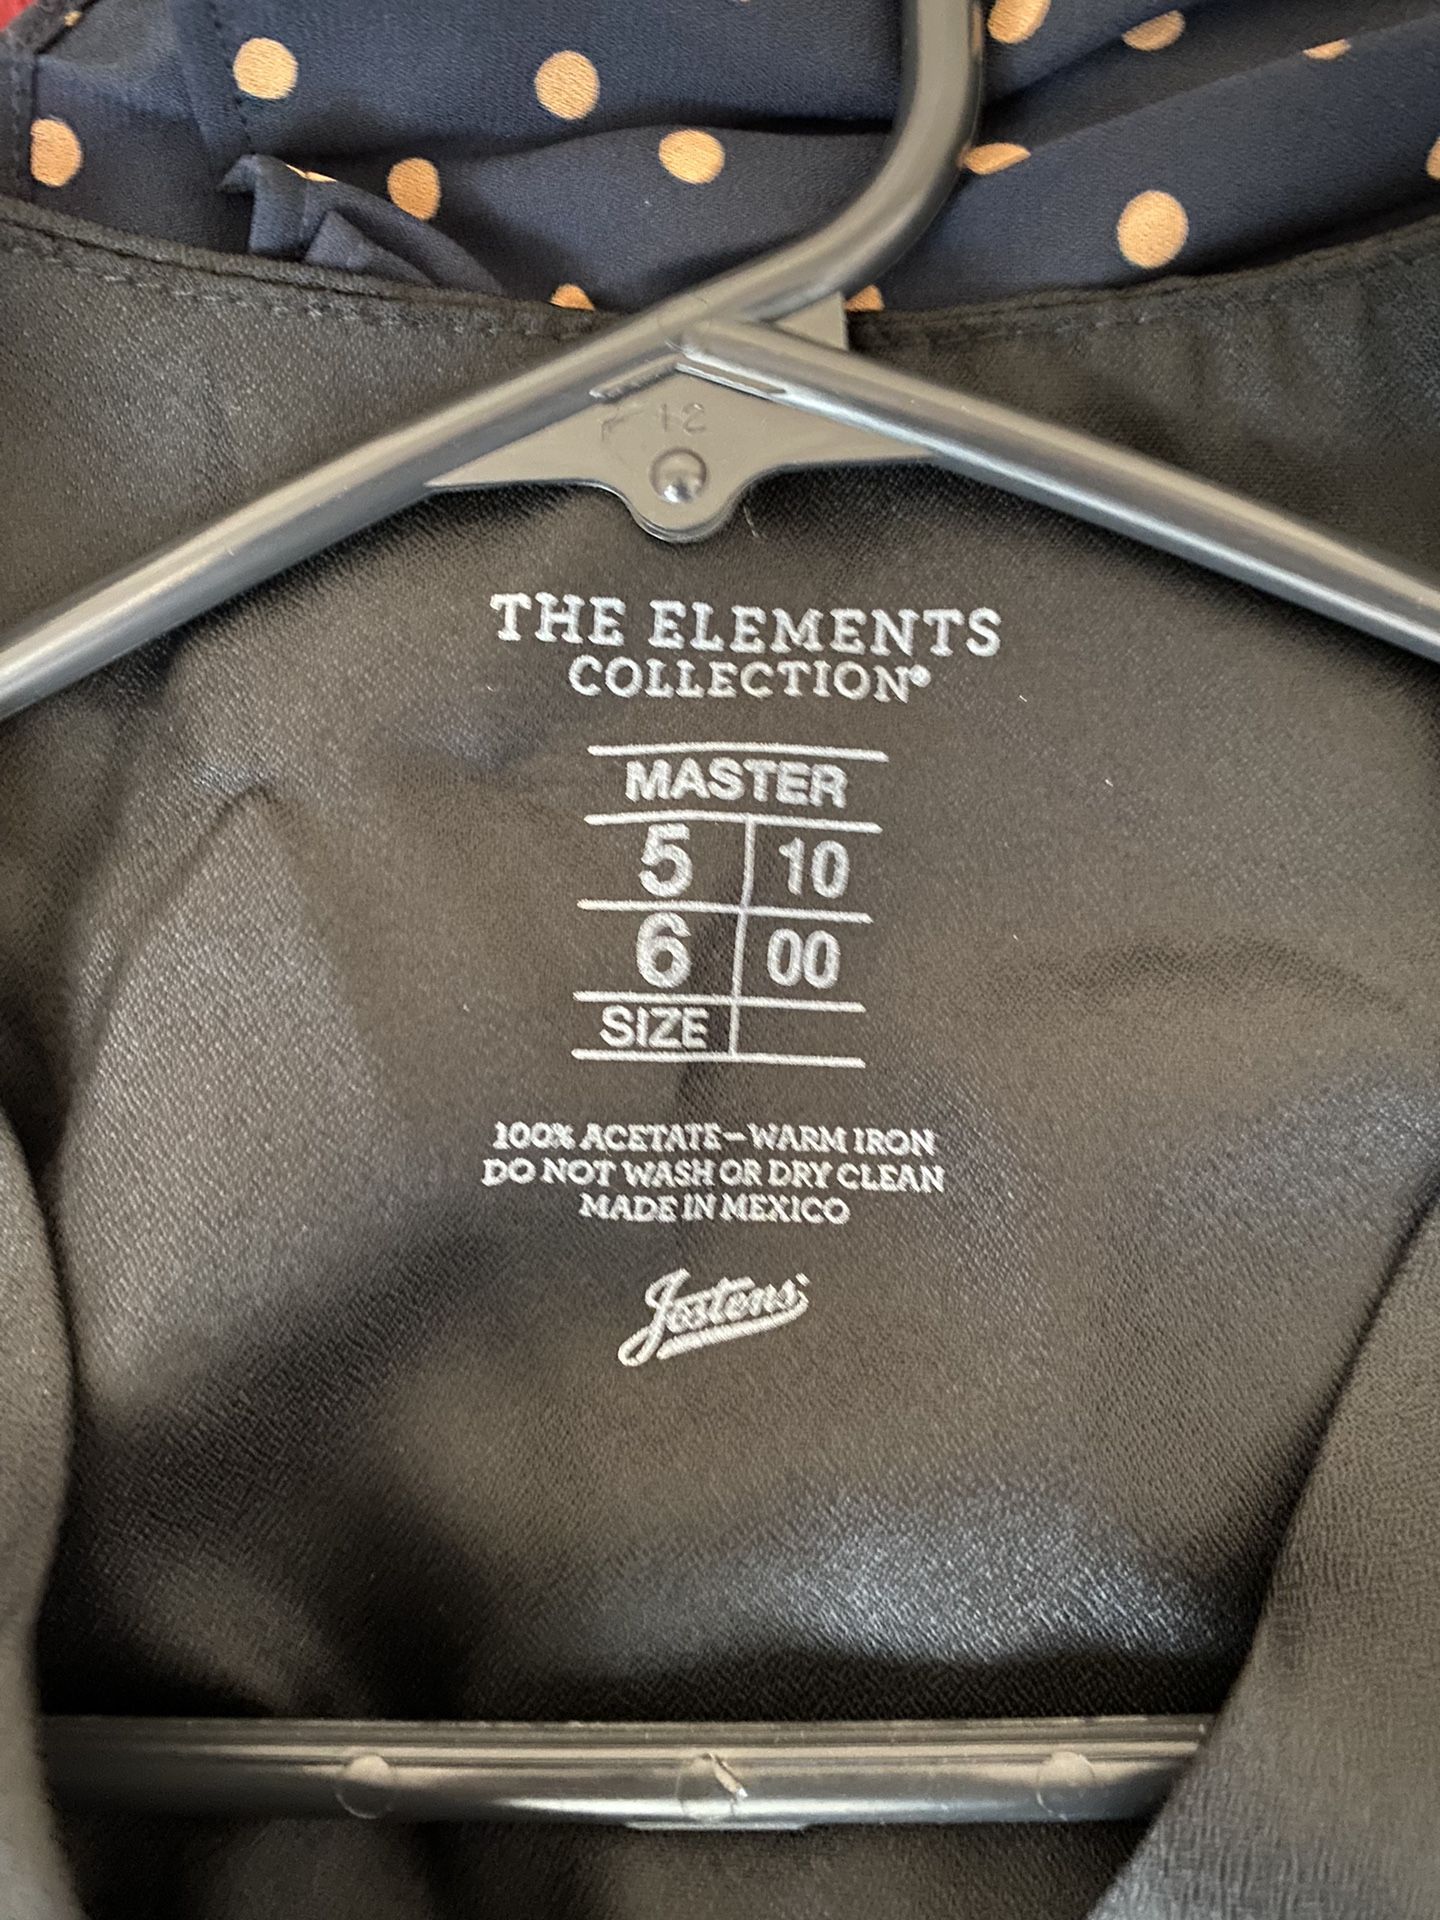 12
THE ELEMENTS
COLLECTION®
MASTER
5 10
6 00
SIZE
100% ACETATE–WARM IRON
DO NOT WASH OR DRY CLEAN
MADE IN MEXICO
Jostens